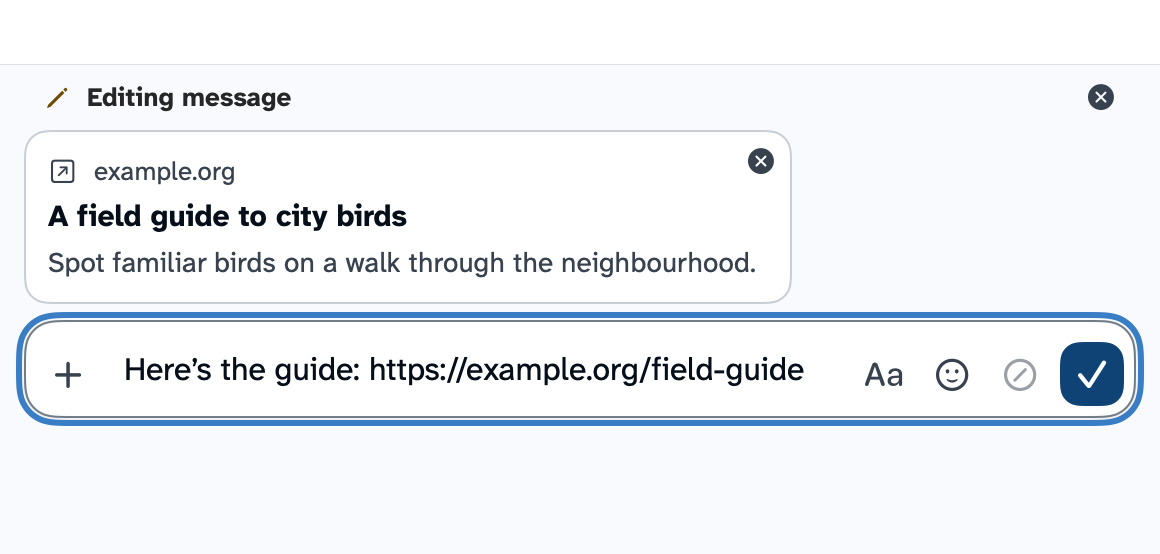 Editing message
example.org
A field guide to city birds
Spot familiar birds on a walk through the neighbourhood.
Here’s the guide: https://example.org/field-guide
Aa